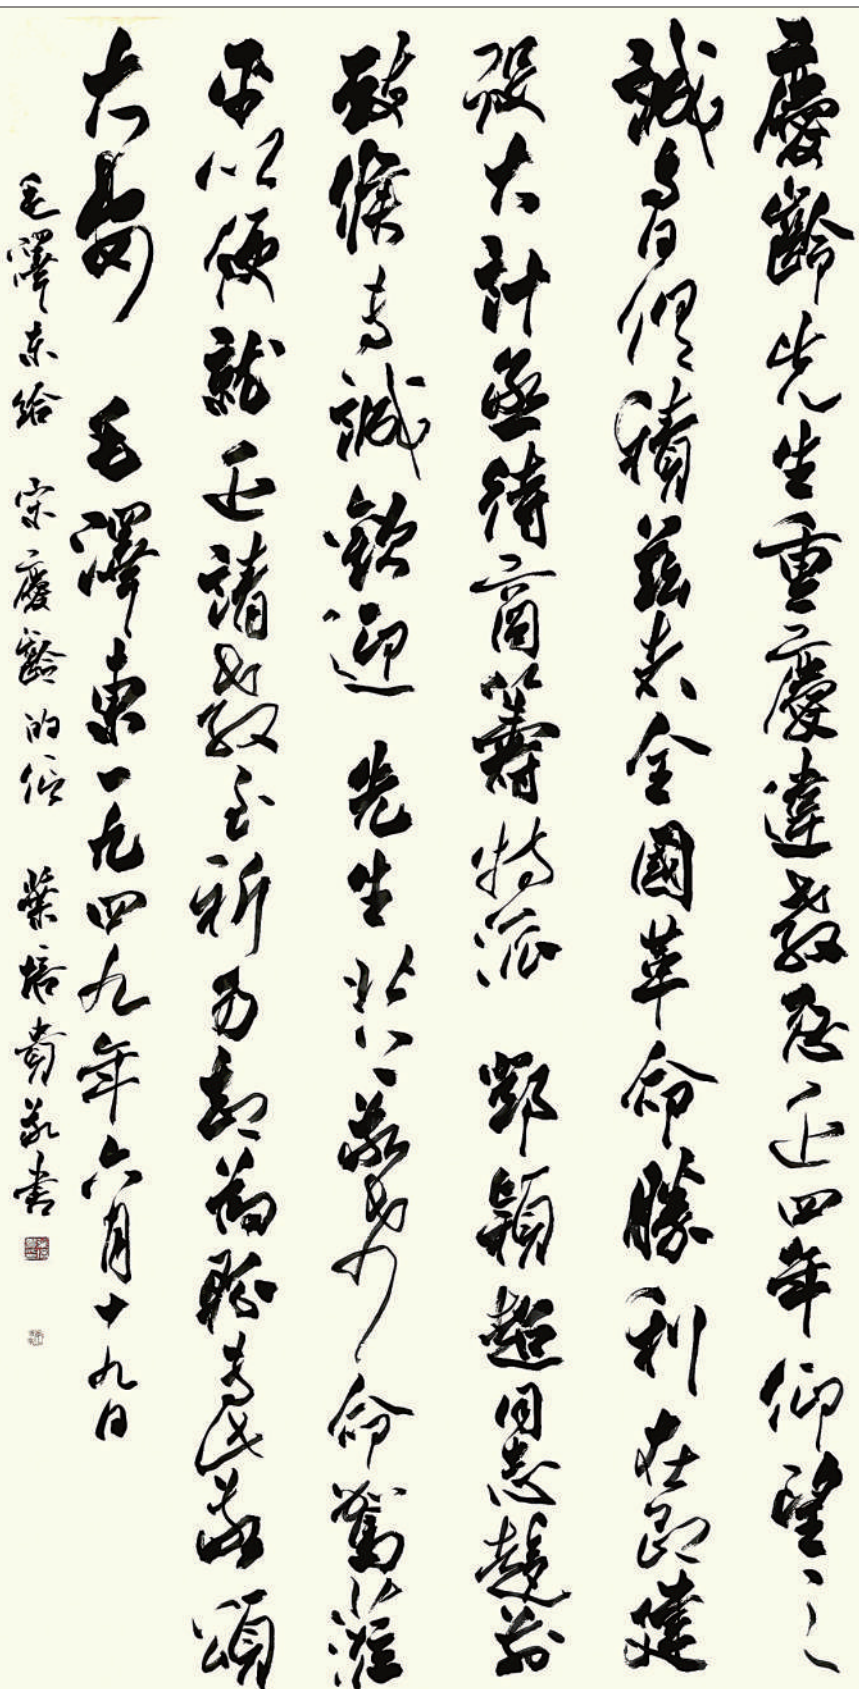 慶齡先生重慶違教忽近四年仰望之
誠与日俱積茲者全國革命勝利在即建
設大計亟待商籌特派 鄧穎超同志趨前
致候专誠歡迎 先生北上敬希命駕蒞
平以便就近請教至祈勿却為盼专此敬頌
大安 毛澤東一九四九年六月十九日
毛澤东給 宋慶齡的信 葉培貴敬書